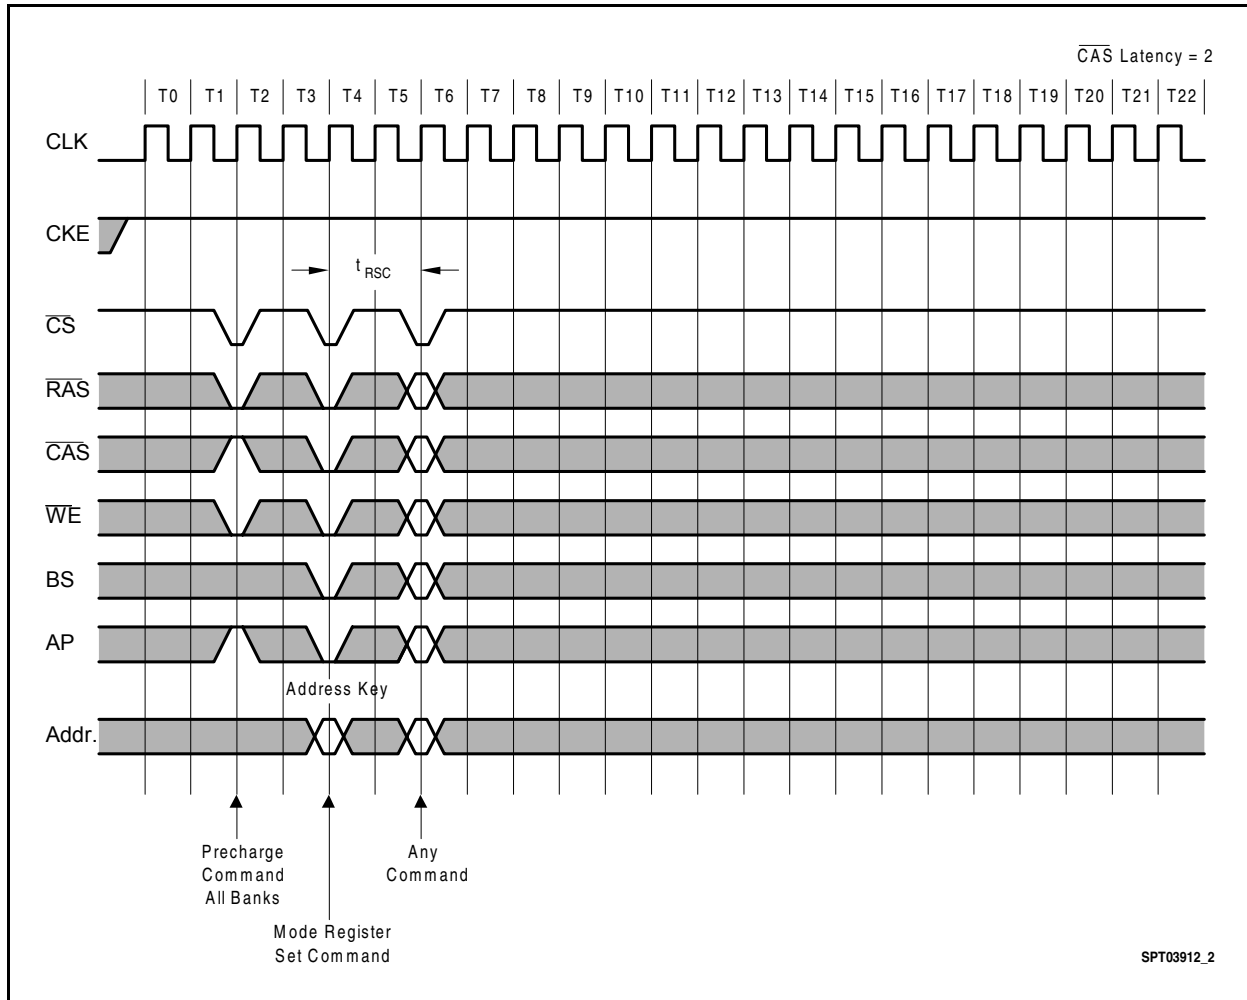 CAS Latency = 2
T0 T1 T2 T3 T4 T5 T6 T7 T8 T9 T10 T11 T12 T13 T14 T15 T16 T17 T18 T19 T20 T21 T22
CLK
CKE
t RSC
CS
RAS
CAS
WE
BS
AP
Address Key
Addr.
Precharge
Command
All Banks
Any
Command
Mode Register
Set Command
SPT03912_2